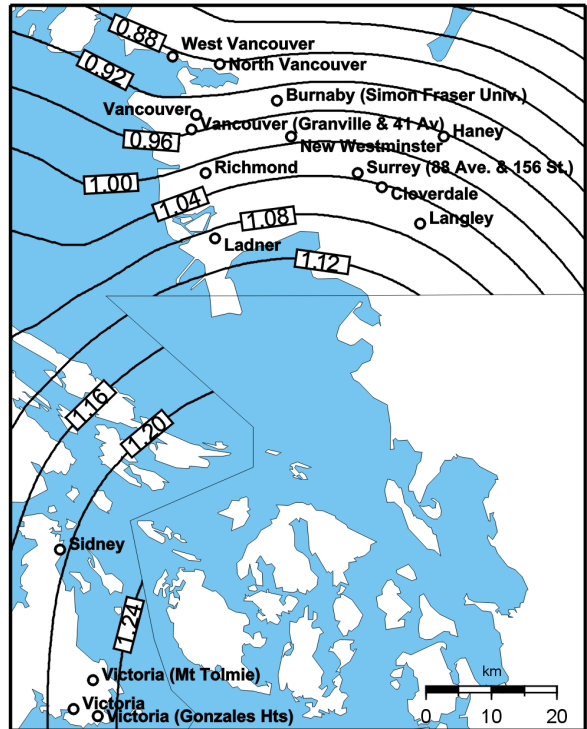 0.88
West Vancouver
0.92
North Vancouver
Burnaby (Simon Fraser Univ.)
Vancouver
0.96
Vancouver (Granville & 41 Av)
Haney
New Westminster
1.00
Richmond
Surrey (88 Ave. & 156 St.)
Cloverdale
1.04
1.08
Langley
Ladner
1.12
1.16
1.20
Sidney
1.24
Victoria (Mt Tolmie)
km
Victoria
Victoria (Gonzales Hts)
0 10 20